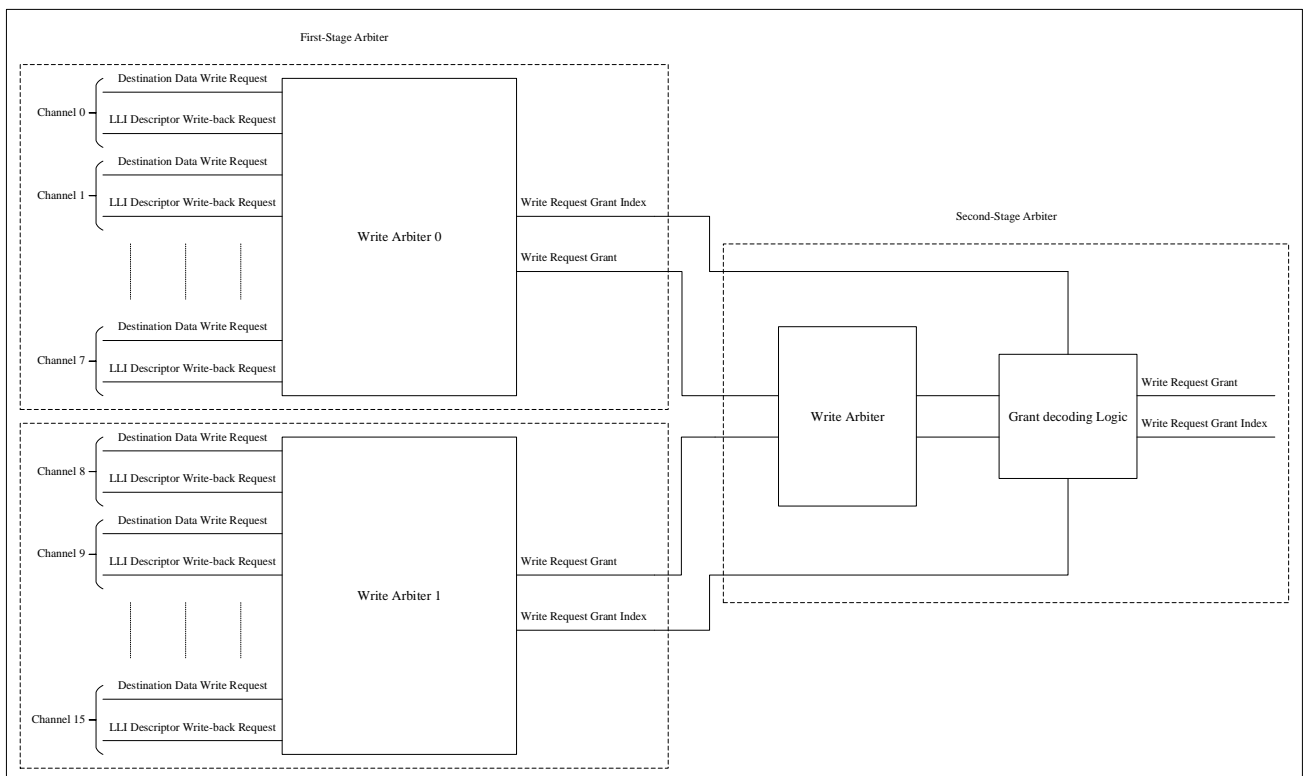 First-Stage Arbiter
Destination Data Write Request
Channel 0
LLI Descriptor Write-back Request
Destination Data Write Request
Channel 1
LLI Descriptor Write-back Request
Write Arbiter 0
Write Request Grant Index
Write Request Grant
Destination Data Write Request
Channel 7
LLI Descriptor Write-back Request
Destination Data Write Request
Channel 8
LLI Descriptor Write-back Request
Destination Data Write Request
Channel 9
LLI Descriptor Write-back Request
Write Arbiter 1
Write Request Grant
Write Request Grant Index
Destination Data Write Request
Channel 15
LLI Descriptor Write-back Request
Second-Stage Arbiter
Write Arbiter
Grant decoding Logic
Write Request Grant
Write Request Grant Index